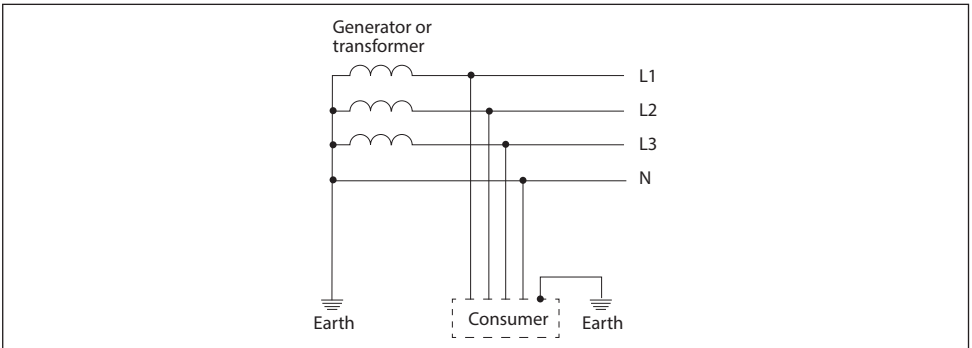 Generator or
transformer
L1
L2
L3
N
Earth
Consumer
Earth